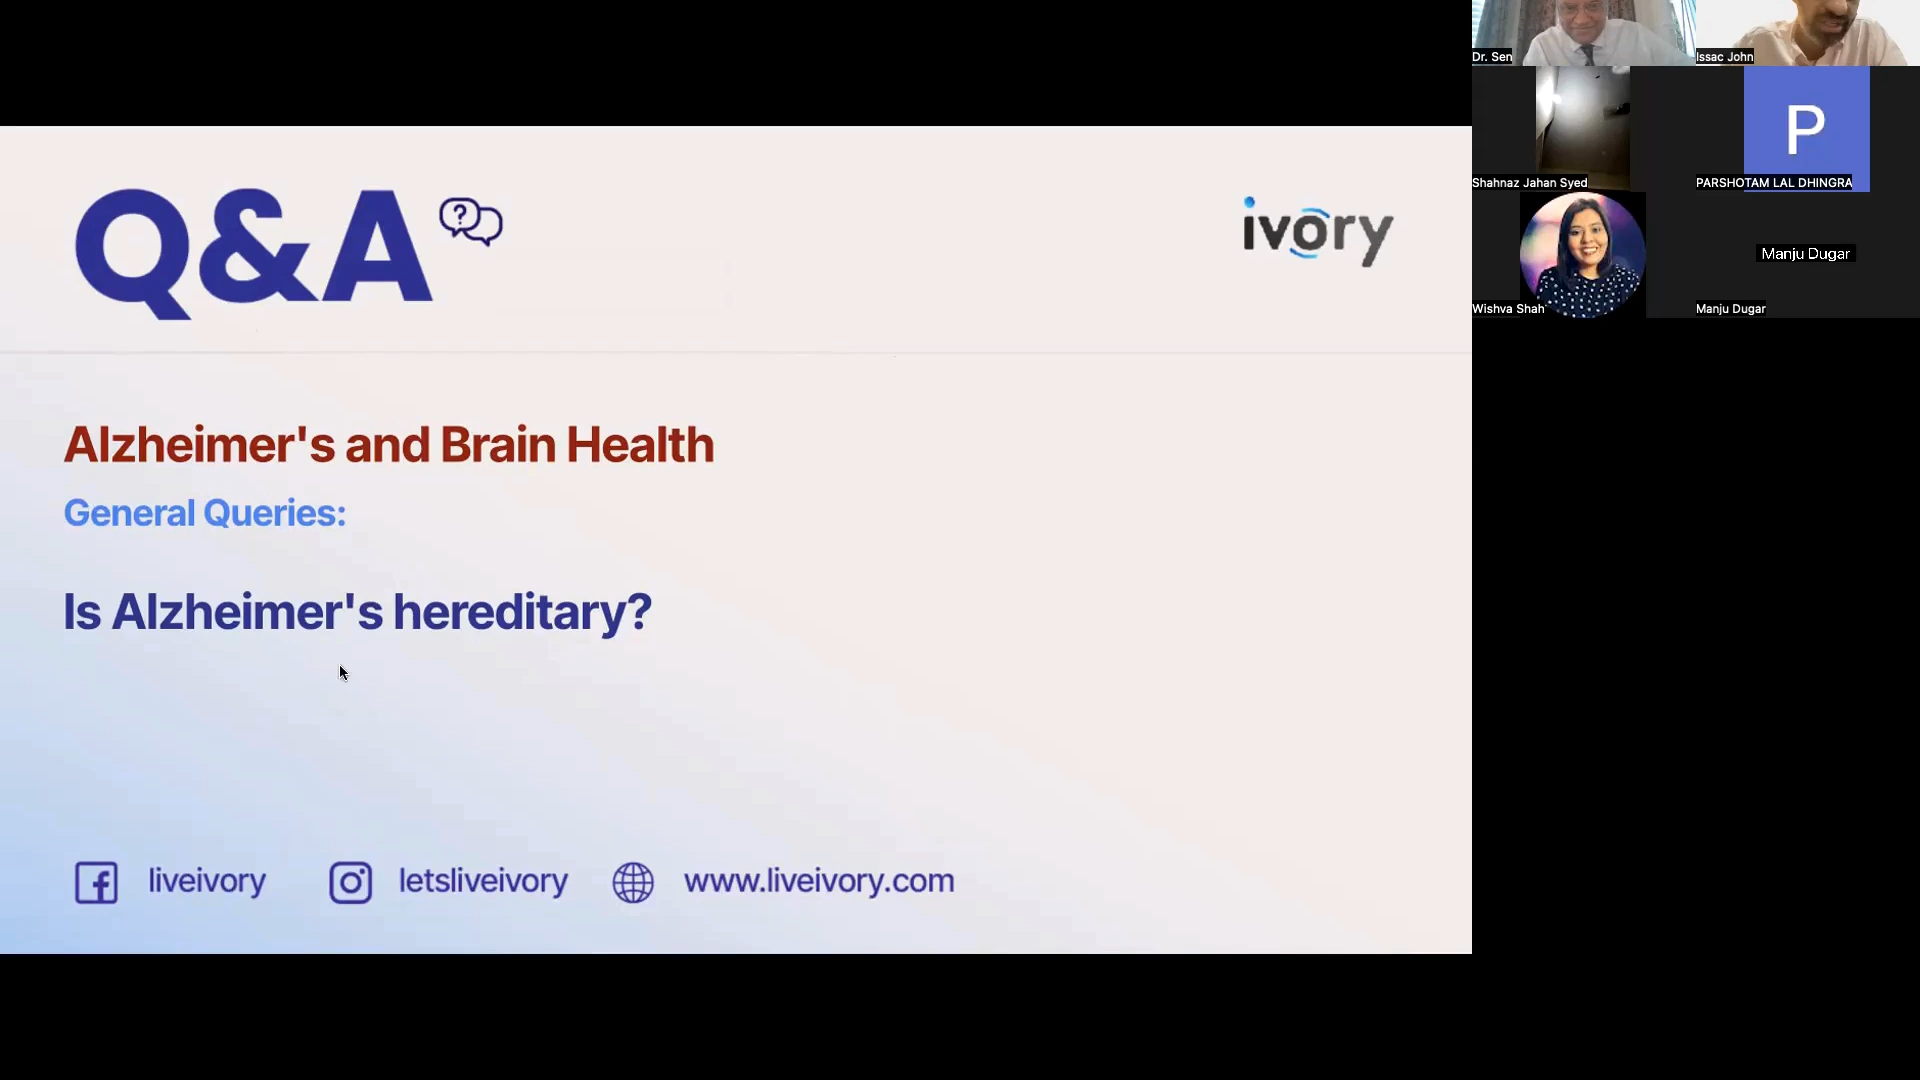 Q&A
?
ivory
Alzheimer's and Brain Health
General Queries:
Is Alzheimer's hereditary?
liveivory
letsliveivory
www.liveivory.com
Dr. Sen
Issac John
P
Shahnaz Jahan Syed
PARSHOTAM LAL DHINGRA
Manju Dugar
Wishva Shah
Manju Dugar